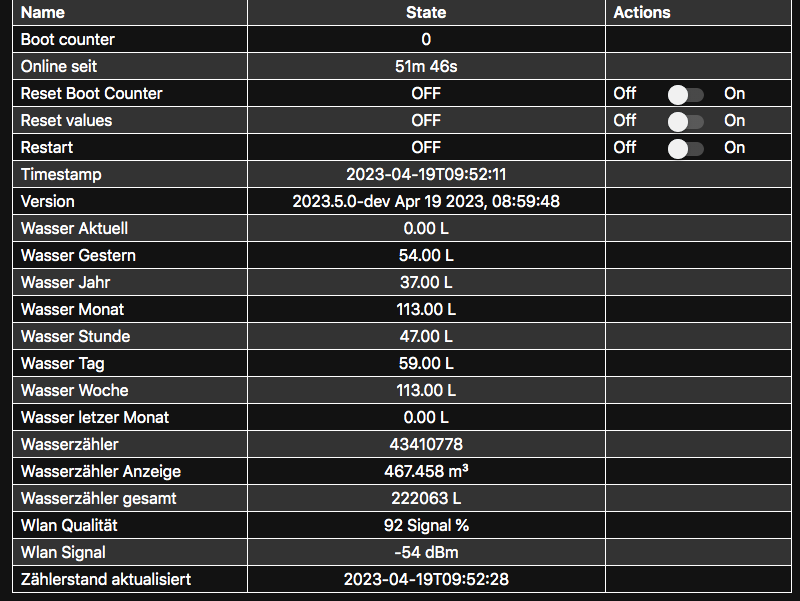 Name State Actions
Boot counter 0
Online seit 51m 46s
Reset Boot Counter OFF Off On
Reset values OFF Off On
Restart OFF Off On
Timestamp 2023-04-19T09:52:11
Version 2023.5.0-dev Apr 19 2023, 08:59:48
Wasser Aktuell 0.00 L
Wasser Gestern 54.00 L
Wasser Jahr 37.00 L
Wasser Monat 113.00 L
Wasser Stunde 47.00 L
Wasser Tag 59.00 L
Wasser Woche 113.00 L
Wasser letzer Monat 0.00 L
Wasserzähler 43410778
Wasserzähler Anzeige 467.458 m³
Wasserzähler gesamt 222063 L
Wlan Qualität 92 Signal %
Wlan Signal -54 dBm
Zählerstand aktualisiert 2023-04-19T09:52:28